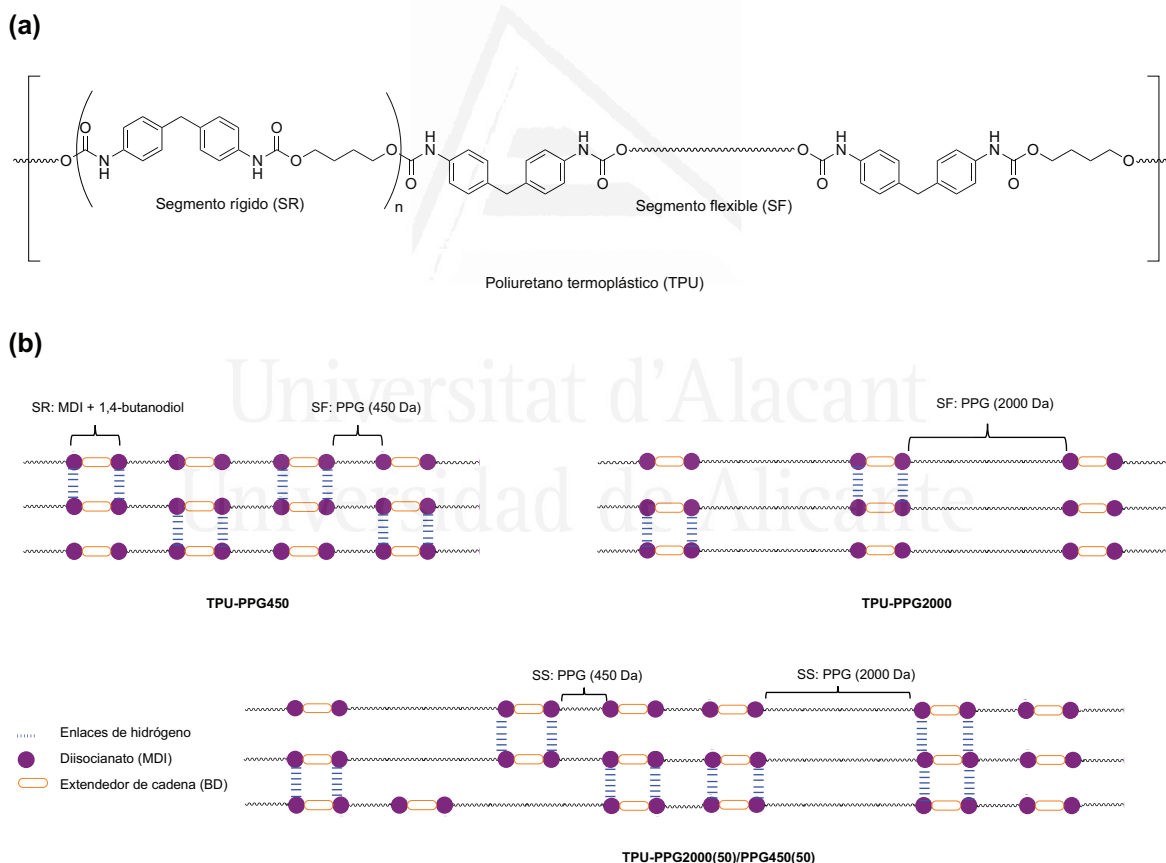 (a)
O
O
N
H
N
H
O
O
O
O
H
N
H
N
O
O
O
O
H
N
H
N
O
O
O
Segmento rígido (SR)
n
Segmento flexible (SF)
Poliuretano termoplástico (TPU)
(b)
Universitat d'Alacant
Universidad de Alicante
SR: MDI + 1,4-butanodiol
SF: PPG (450 Da)
SF: PPG (2000 Da)
TPU-PPG450
TPU-PPG2000
SS: PPG (450 Da)
SS: PPG (2000 Da)
Enlaces de hidrógeno
Diisocianato (MDI)
Extendedor de cadena (BD)
TPU-PPG2000(50)/PPG450(50)